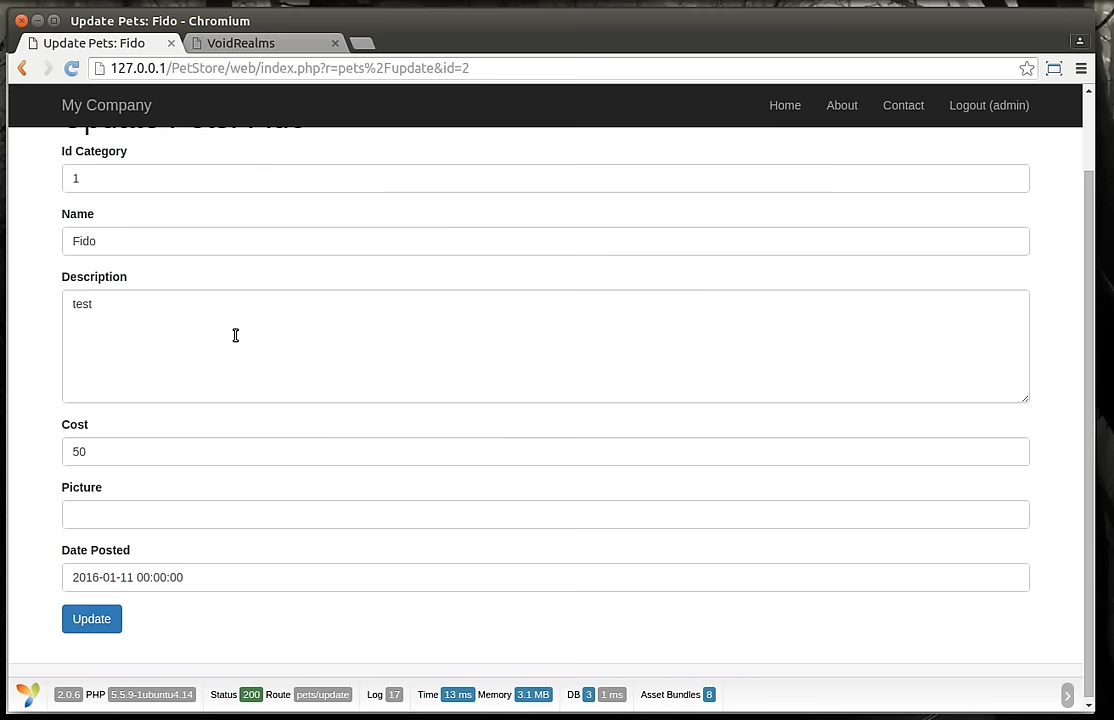 Update Pets: Fido - Chromium
Update Pets: Fido
VoidRealms
127.0.0.1/PetStore/web/index.php?r=pets%2Fupdate&id=2
My Company Home About Contact Logout (admin)
Update Pets: Fido
Id Category
1
Name
Fido
Description
test
Cost
50
Picture
Date Posted
2016-01-11 00:00:00
Update
2.0.6 PHP 5.5.9-1ubuntu4.14 Status 200 Route pets/update Log 17 Time 13 ms Memory 3.1 MB DB 3 1 ms Asset Bundles 8